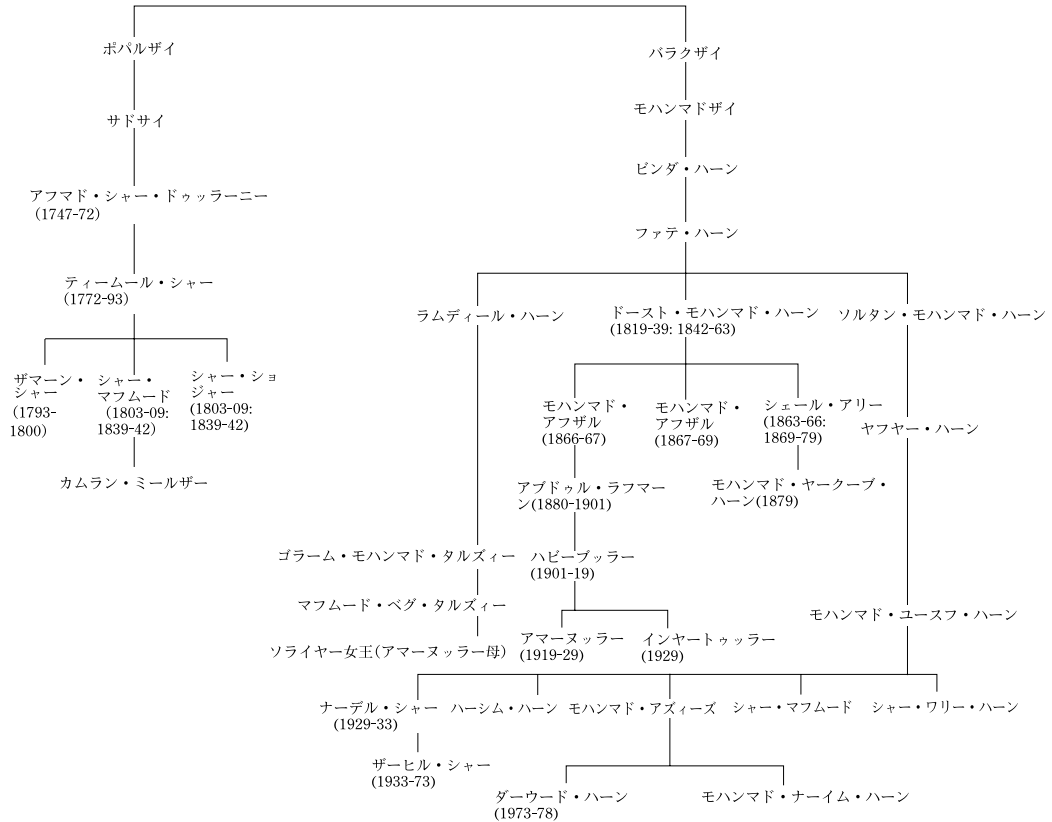 ポパルザイ
バラクザイ
サドサイ
モハンマドザイ
ビンダ・ハーン
アフマド・シャー・ドゥッラーニー
(1747-72)
ファテ・ハーン
ティームール・シャー
(1772-93)
ラムディール・ハーン
ドースト・モハンマド・ハーン
(1819-39: 1842-63)
ソルタン・モハンマド・ハーン
ザマーン・
シャー
(1793-
1800)
シャー・
マフムード
(1803-09:
1839-42)
シャー・ショ
ジャー
(1803-09:
1839-42)
モハンマド・
アフザル
(1866-67)
モハンマド・
アフザル
(1867-69)
シェール・アリー
(1863-66:
1869-79)
ヤフヤー・ハーン
カムラン・ミールザー
アブドゥル・ラフマー
ン(1880-1901)
モハンマド・ヤークーブ・
ハーン(1879)
ゴラーム・モハンマド・タルズィー
ハビーブッラー
(1901-19)
マフムード・ベグ・タルズィー
モハンマド・ユースフ・ハーン
ソライヤー女王(アマーヌッラー母)
アマーヌッラー
(1919-29)
インヤートゥッラー
(1929)
ナーデル・シャー
(1929-33)
ハーシム・ハーン
モハンマド・アズィーズ
シャー・マフムード
シャー・ワリー・ハーン
ザーヒル・シャー
(1933-73)
ダーウード・ハーン
(1973-78)
モハンマド・ナーイム・ハーン